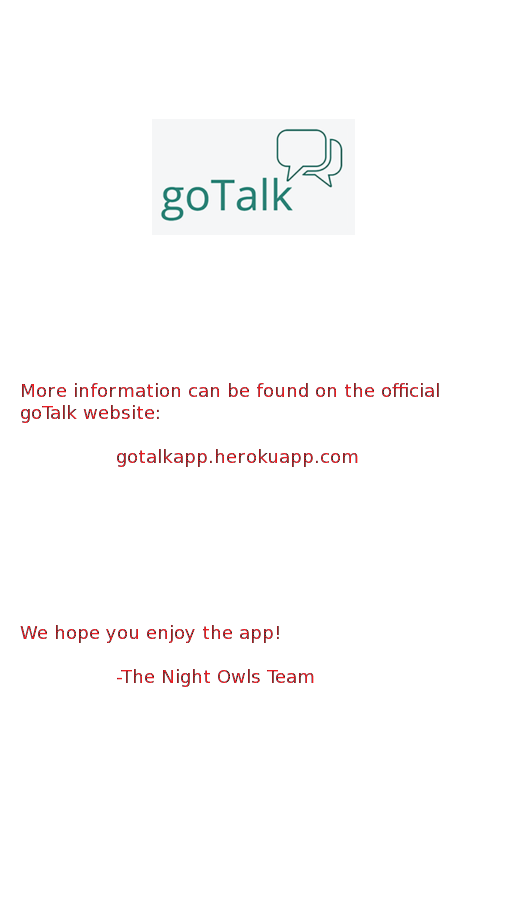 goTalk
More information can be found on the official
goTalk website:
gotalkapp.herokuapp.com
We hope you enjoy the app!
-The Night Owls Team